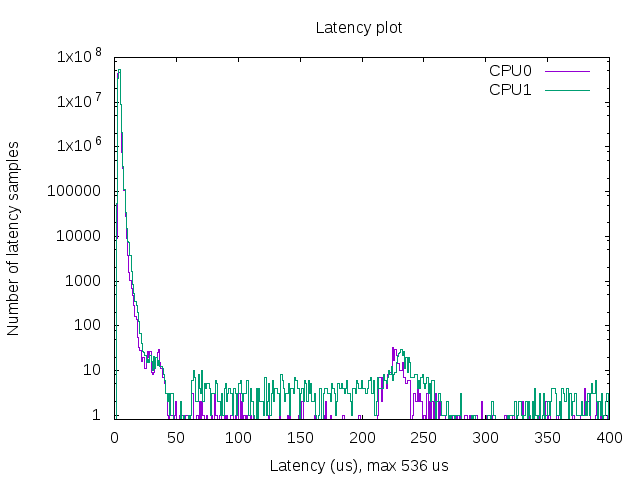 Latency plot
CPU0
CPU1
Number of latency samples
1x10^8
1x10^7
1x10^6
100000
10000
1000
100
10
1
0 50 100 150 200 250 300 350 400
Latency (us), max 536 us